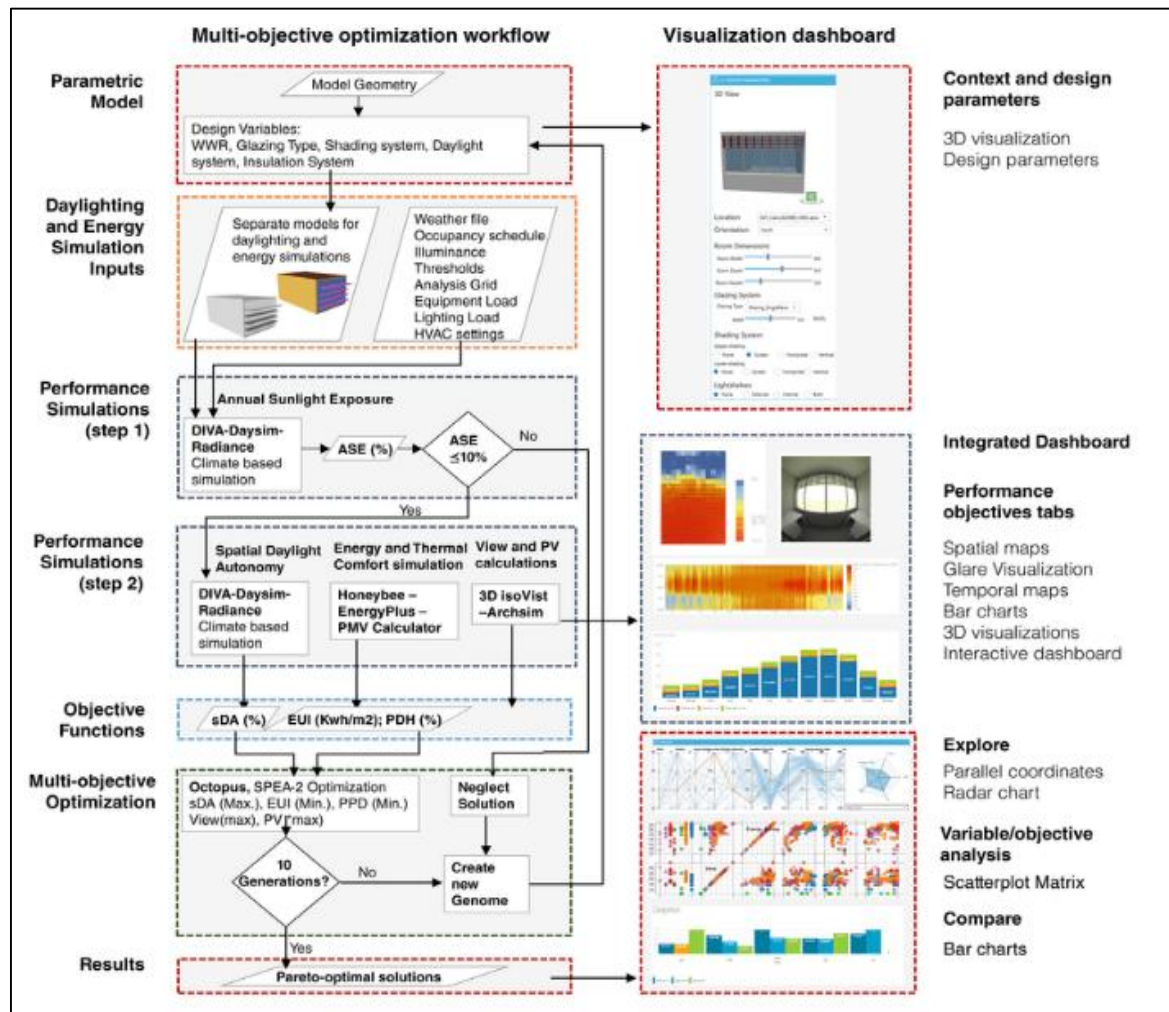 Multi-objective optimization workflow
Visualization dashboard
Parametric
Model
Model Geometry
Design Variables:
WWR, Glazing Type, Shading system, Daylight
system, Insulation System
3D View
Location
Orientation
Room Dimensions
Glazing System
Shading System
Lightshelves
Context and design
parameters
3D visualization
Design parameters
Daylighting
and Energy
Simulation
Inputs
Separate models for
daylighting and
energy simulations
Weather file
Occupancy schedule
Illuminance
Thresholds
Analysis Grid
Equipment Load
Lighting Load
HVAC settings
Performance
Simulations
(step 1)
Annual Sunlight Exposure
DIVA-Daysim-
Radiance
Climate based
simulation
ASE (%)
ASE
≤10%
No
Yes
Performance
Simulations
(step 2)
Spatial Daylight
Autonomy
Energy and Thermal
Comfort simulation
View and PV
calculations
DIVA-Daysim-
Radiance
Climate based
simulation
Honeybee –
EnergyPlus –
PMV Calculator
3D isoVist
–Archsim
Integrated Dashboard
Performance
objectives tabs
Spatial maps
Glare Visualization
Temporal maps
Bar charts
3D visualizations
Interactive dashboard
Objective
Functions
sDA (%)
EUI (Kwh/m2); PDH (%)
Multi-objective
Optimization
Octopus, SPEA-2 Optimization
sDA (Max.), EUI (Min.), PPD (Min.)
View(max), max)
Neglect
Solution
10
Generations?
No
Create
new
Genome
Yes
Explore
Parallel coordinates
Radar chart
Variable/objective
analysis
Scatterplot Matrix
Compare
Bar charts
Results
Pareto-optimal solutions